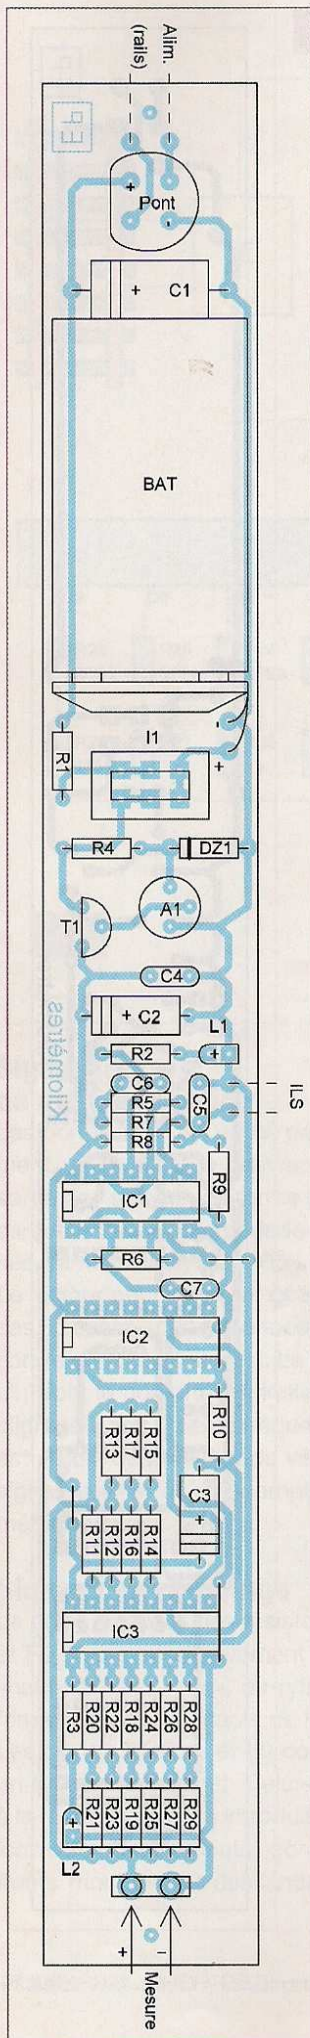 Alim.
(rails)
EP
+
Pont
-
+
C1
BAT
-
+
I1
R1
R4
DZ1
T1
A1
C4
+
C2
L1
R2
+
C6
R5
C5
ILS
R7
R8
R9
Kilomètres
IC1
R6
C7
IC2
R10
R13
R17
R15
C3
+
R11
R12
R16
R14
IC3
R3
R20
R22
R18
R24
R26
R28
+
R21
R23
R19
R25
R27
R29
L2
+
-
Mesure